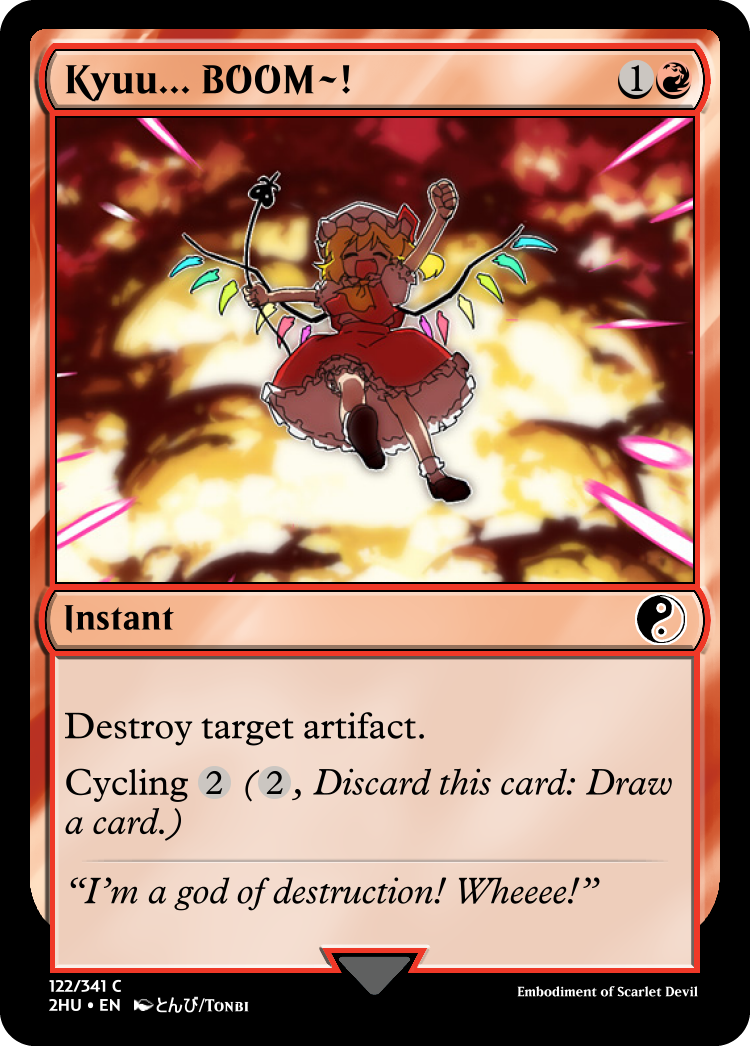 Kyuu... BOOM~! 1
Instant
Destroy target artifact.
Cycling 2 (2, Discard this card: Draw
a card.)
“I’m a god of destruction! Wheeee!”
122/341 C
2HU • EN とんび/Tonbi
Embodiment of Scarlet Devil